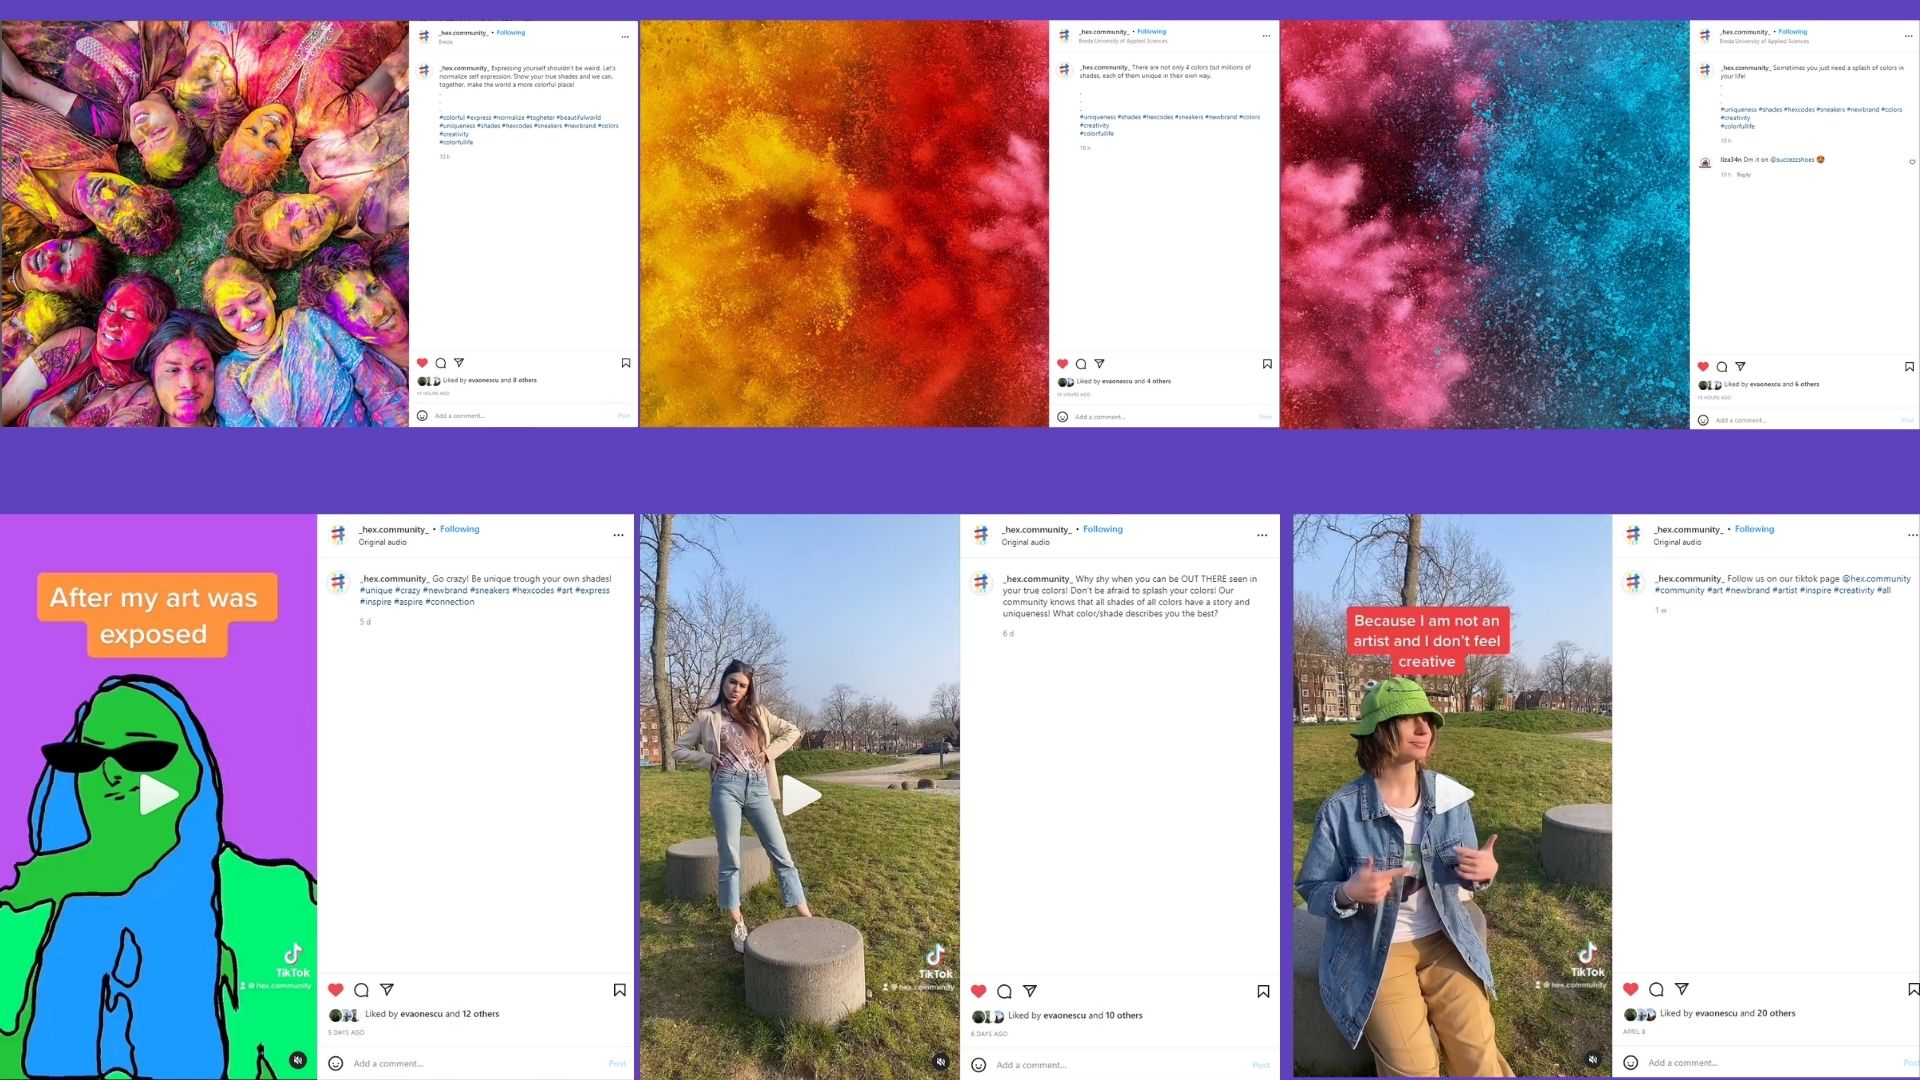 _hex.community_ • Following
Breda
_hex.community_ Expressing yourself shouldn't be weird. Let's
normalize self expression. Show your true shades and we can,
together, make the world a more colorful place!
.
.
.
#colorful #express #normalize #togheter #beautifulworld
#uniqueness #shades #hexcodes #sneakers #newbrand #colors
#creativity
#colorfullife
10 h
Liked by evaonescu and 8 others
10 HOURS AGO
Add a comment...
Post
_hex.community_ • Following
Breda University of Applied Sciences
_hex.community_ There are not only 4 colors but millions of
shades, each of them unique in their own way.
.
.
.
#uniqueness #shades #hexcodes #sneakers #newbrand #colors
#creativity
#colorfullife
10 h
Liked by evaonescu and 4 others
10 HOURS AGO
Add a comment...
Post
_hex.community_ • Following
Breda University of Applied Sciences
_hex.community_ Sometimes you just need a splash of colors in
your life!
.
.
.
#uniqueness #shades #hexcodes #sneakers #newbrand #colors
#creativity
#colorfullife
10 h
liza34n Dm it on @succezzshoes
10 h Reply
Liked by evaonescu and 6 others
10 HOURS AGO
Add a comment...
Post
After my art was
exposed
TikTok
@hex.community
_hex.community_ • Following
Original audio
_hex.community_ Go crazy! Be unique trough your own shades!
#unique #crazy #newbrand #sneakers #hexcodes #art #express
#inspire #aspire #connection
5 d
Liked by evaonescu and 12 others
5 DAYS AGO
Add a comment...
Post
TikTok
@hex.community
_hex.community_ • Following
Original audio
_hex.community_ Why shy when you can be OUT THERE seen in
your true colors! Don't be afraid to splash your colors! Our
community knows that all shades of all colors have a story and
uniqueness! What color/shade describes you the best?
6 d
Liked by evaonescu and 10 others
6 DAYS AGO
Add a comment...
Post
Because I am not an
artist and I don't feel
creative
TikTok
@hex.community
_hex.community_ • Following
Original audio
_hex.community_ Follow us on our tiktok page @hex.community
#community #art #newbrand #artist #inspire #creativity #all
1 w
Liked by evaonescu and 20 others
APRIL 8
Add a comment...
Post